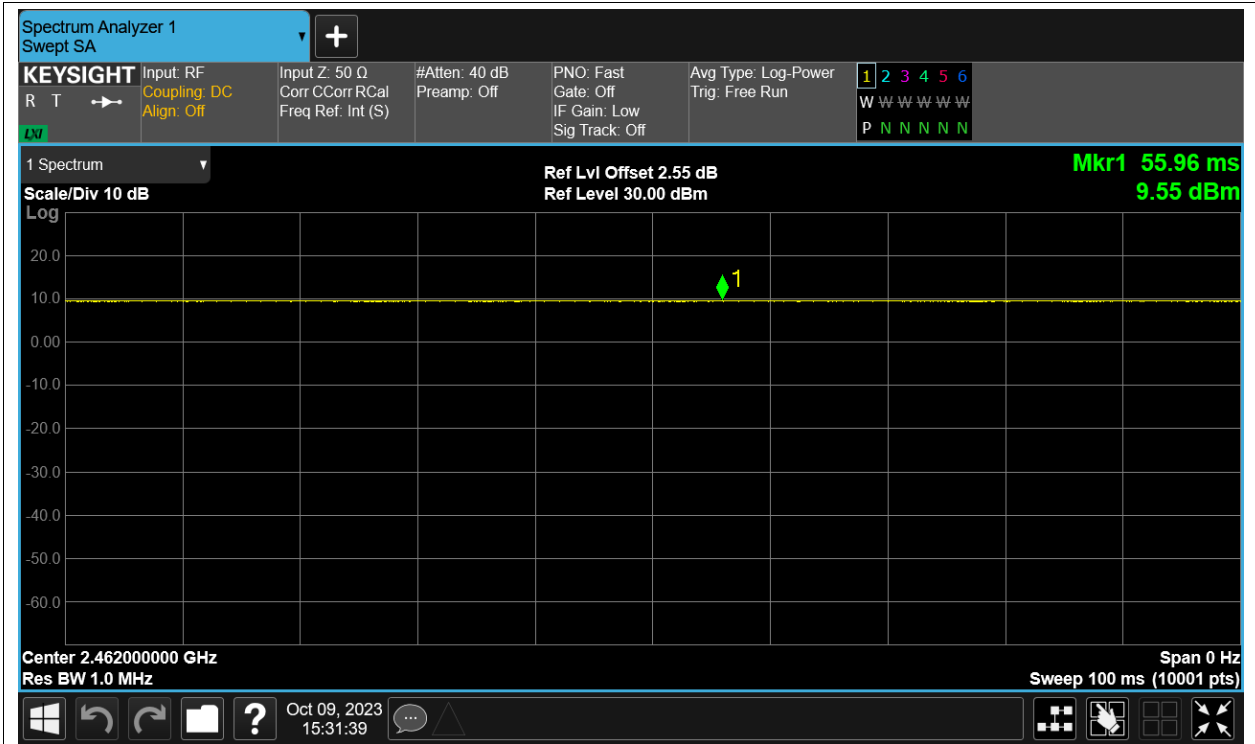 Spectrum Analyzer 1
Swept SA
KEYSIGHT
R T
LXI
Input: RF
Coupling: DC
Align: Off
Input Z: 50 Ω
Corr CCorr RCal
Freq Ref: Int (S)
#Atten: 40 dB
Preamp: Off
PNO: Fast
Gate: Off
IF Gain: Low
Sig Track: Off
Avg Type: Log-Power
Trig: Free Run
1 2 3 4 5 6
W W W W W W
P N N N N N
1 Spectrum
Scale/Div 10 dB
Log
Ref Lvl Offset 2.55 dB
Ref Level 30.00 dBm
Mkr1 55.96 ms
9.55 dBm
20.0
1
10.0
0.00
-10.0
-20.0
-30.0
-40.0
-50.0
-60.0
Center 2.462000000 GHz
Res BW 1.0 MHz
Span 0 Hz
Sweep 100 ms (10001 pts)
?
Oct 09, 2023
15:31:39